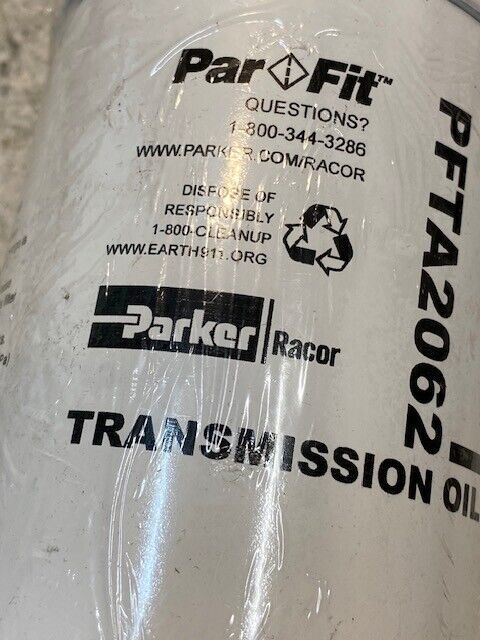 Par Fit™
QUESTIONS?
1-800-344-3286
WWW.PARKER.COM/RACOR
DISPOSE OF
RESPONSIBLY
1-800-CLEANUP
WWW.EARTH911.ORG
Parker Racor
TRANSMISSION OIL
PFTA2062